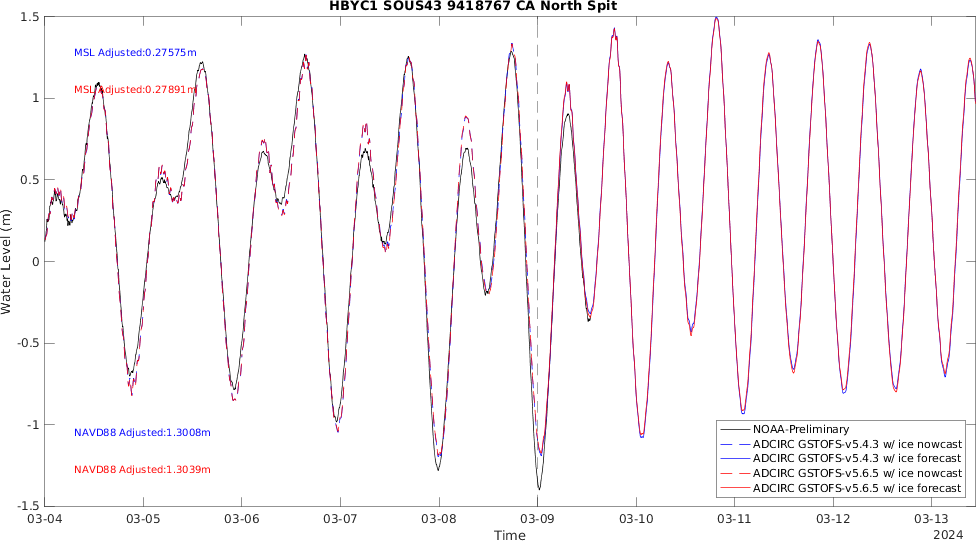 HBYC1 SOUS43 9418767 CA North Spit
1.5
1
0.5
0
-0.5
-1
-1.5
Water Level (m)
MSL Adjusted:0.27575m
MSL Adjusted:0.27891m
NAVD88 Adjusted:1.3008m
NAVD88 Adjusted:1.3039m
NOAA-Preliminary
ADCIRC GSTOFS-v5.4.3 w/ ice nowcast
ADCIRC GSTOFS-v5.4.3 w/ ice forecast
ADCIRC GSTOFS-v5.6.5 w/ ice nowcast
ADCIRC GSTOFS-v5.6.5 w/ ice forecast
03-04 03-05 03-06 03-07 03-08 03-09 03-10 03-11 03-12 03-13
Time
2024